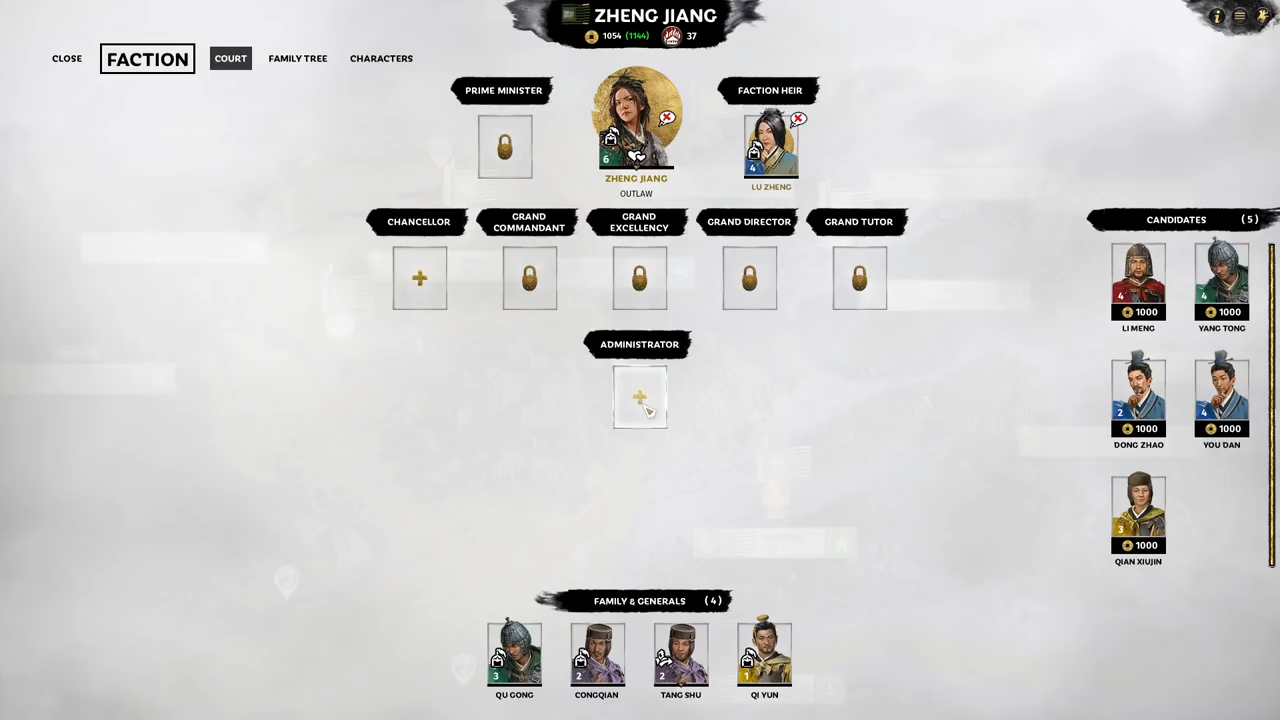 ZHENG JIANG
1054 (1144) 37
CLOSE FACTION COURT FAMILY TREE CHARACTERS
PRIME MINISTER FACTION HEIR
6 4
ZHENG JIANG LU ZHENG
OUTLAW
CHANCELLOR GRAND COMMANDANT GRAND EXCELLENCY GRAND DIRECTOR GRAND TUTOR
CANDIDATES (5)
4 4
1000 1000
LI MENG YANG TONG
ADMINISTRATOR
2 4
1000 1000
DONG ZHAO YOU DAN
3
1000
QIAN XIUJIN
FAMILY & GENERALS (4)
3 2 2 1
QU GONG CONGQIAN TANG SHU QI YUN